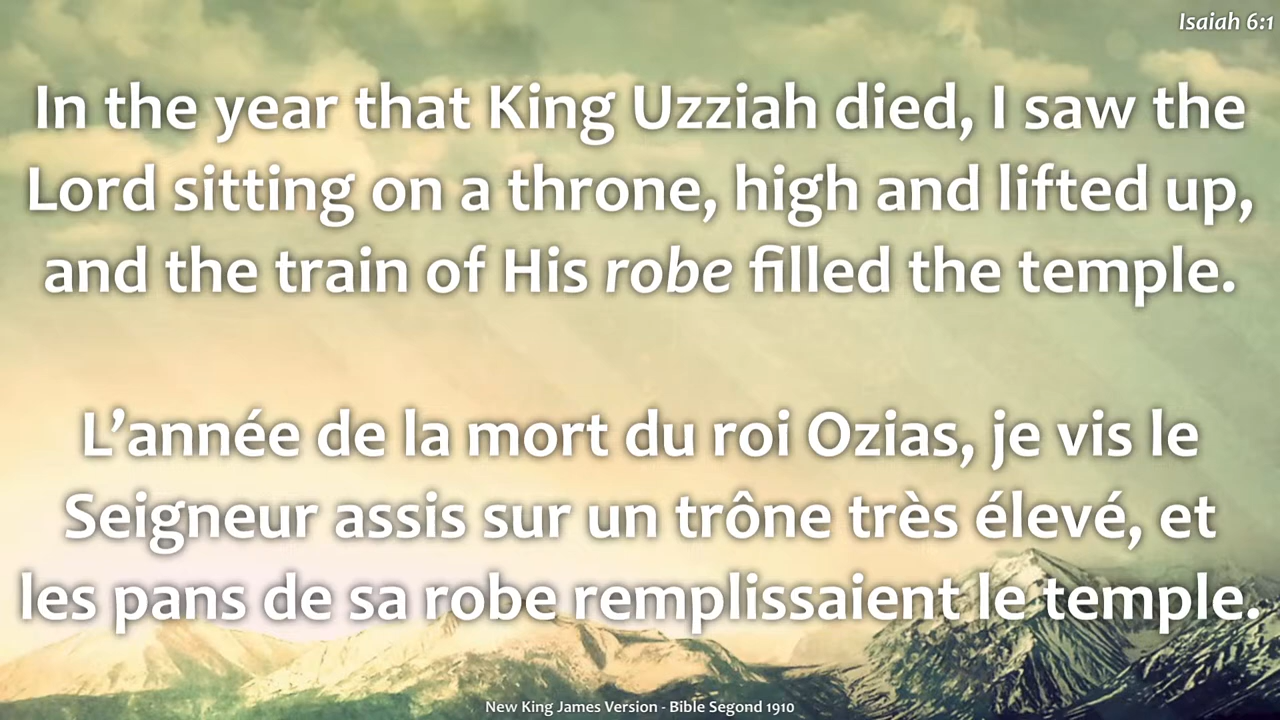 Isaiah 6:1
In the year that King Uzziah died, I saw the
Lord sitting on a throne, high and lifted up,
and the train of His robe filled the temple.
L’année de la mort du roi Ozias, je vis le
Seigneur assis sur un trône très élevé, et
les pans de sa robe remplissaient le temple.
New King James Version - Bible Segond 1910